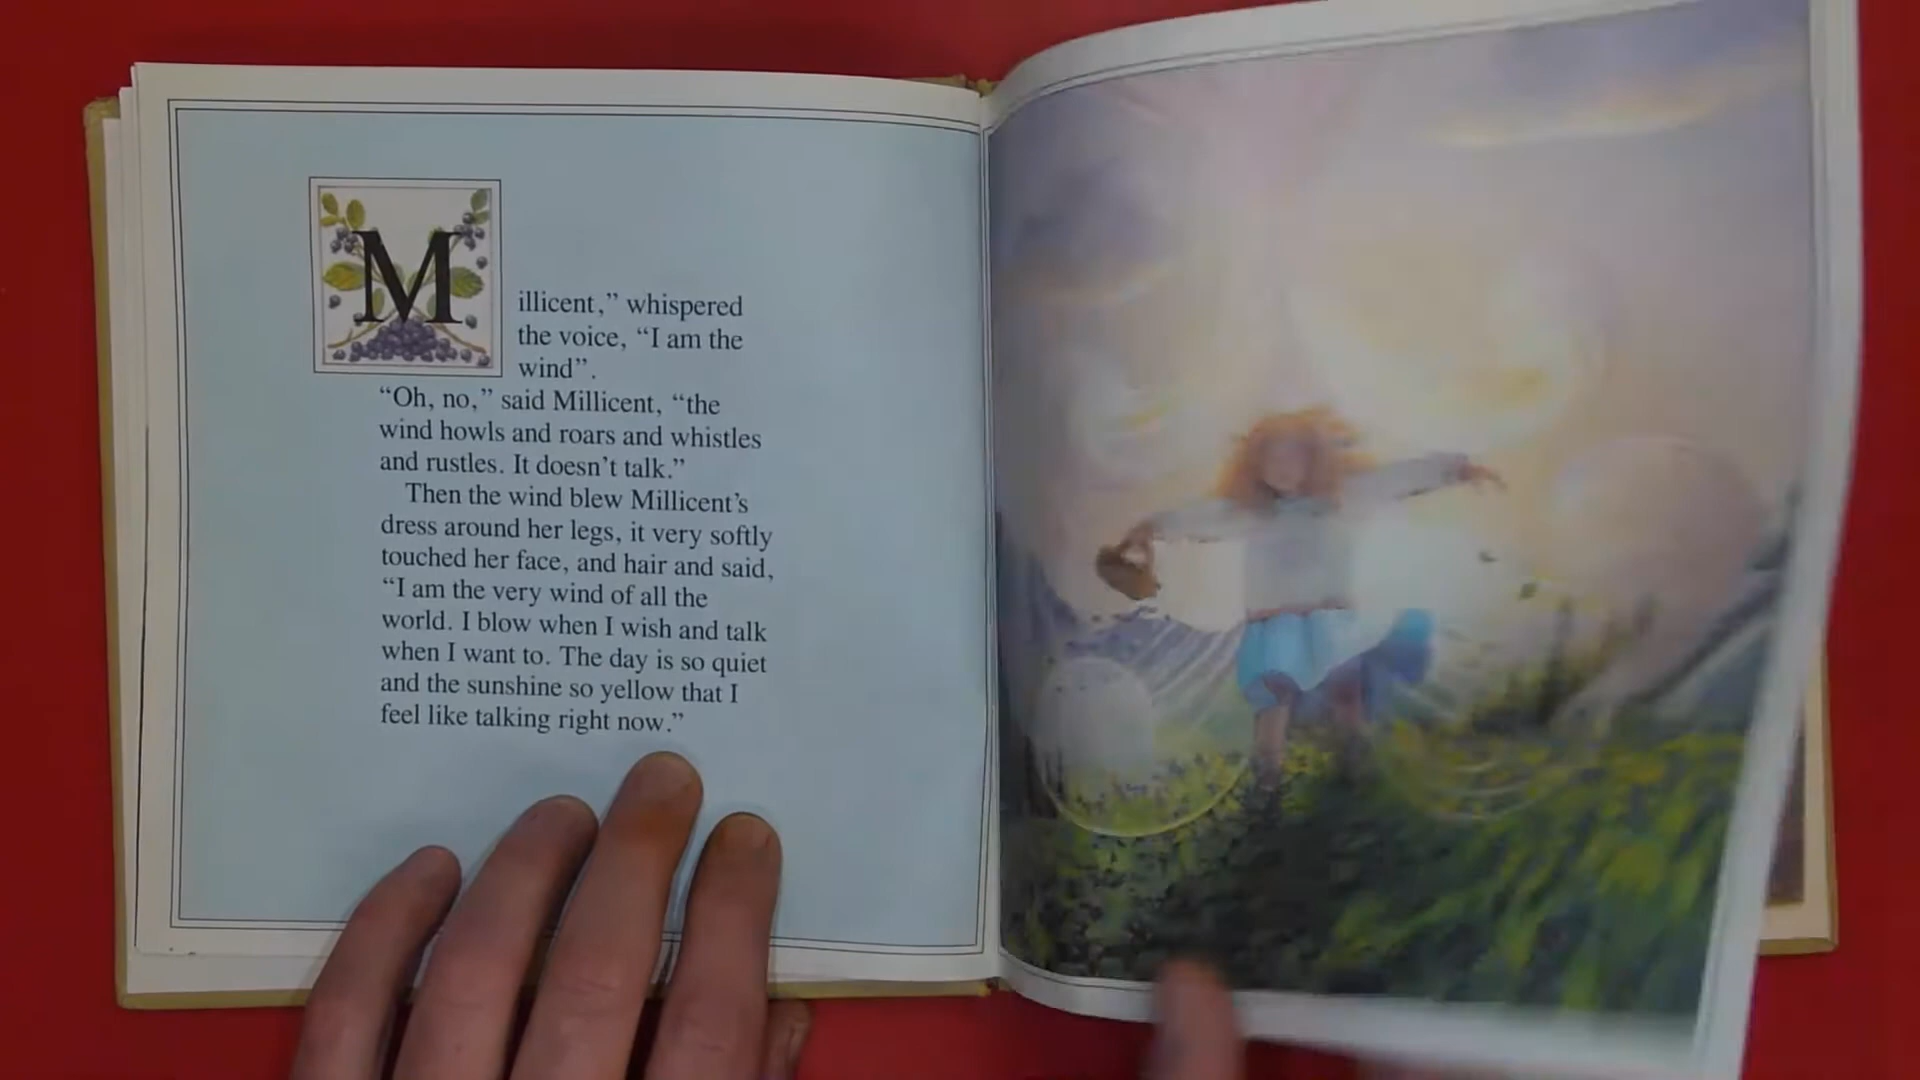 Millicent,” whispered
the voice, “I am the
wind”.
“Oh, no,” said Millicent, “the
wind howls and roars and whistles
and rustles. It doesn’t talk.”
Then the wind blew Millicent’s
dress around her legs, it very softly
touched her face, and hair and said,
“I am the very wind of all the
world. I blow when I wish and talk
when I want to. The day is so quiet
and the sunshine so yellow that I
feel like talking right now.”